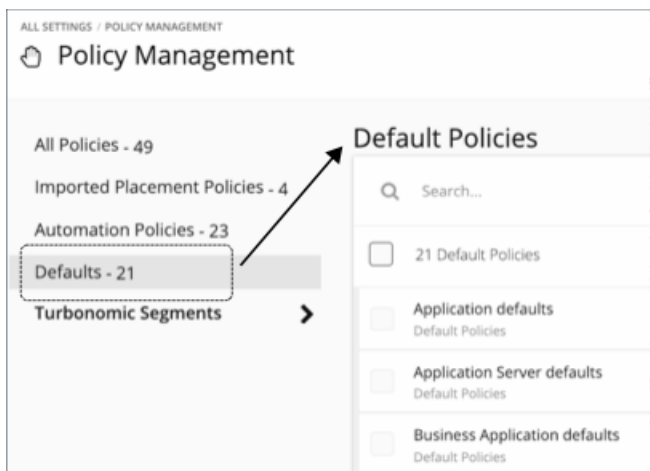 ALL SETTINGS / POLICY MANAGEMENT
Policy Management
All Policies - 49
Imported Placement Policies - 4
Automation Policies - 23
Defaults - 21
Turbonomic Segments
Default Policies
Search...
21 Default Policies
Application defaults
Default Policies
Application Server defaults
Default Policies
Business Application defaults
Default Policies